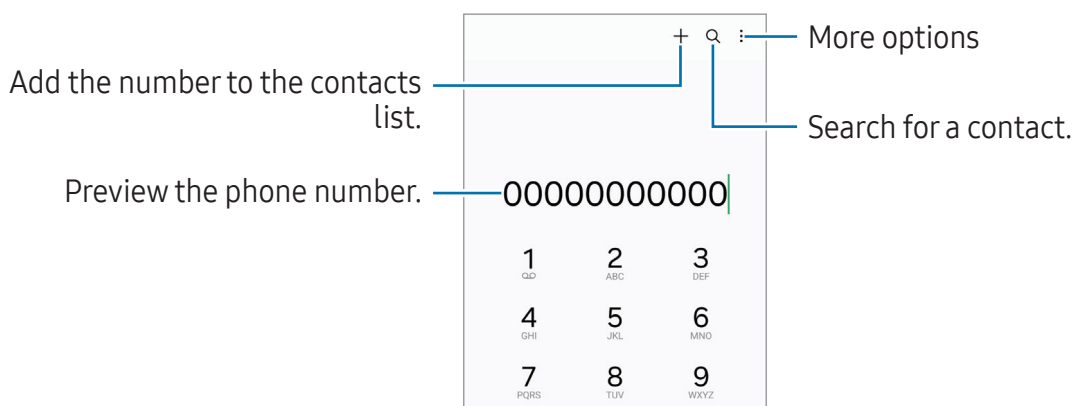 More options
Add the number to the contacts
list.
Search for a contact.
Preview the phone number.
00000000000
1 2 3
ABC DEF
4 5 6
GHI JKL MNO
7 8 9
PQRS TUV WXYZ